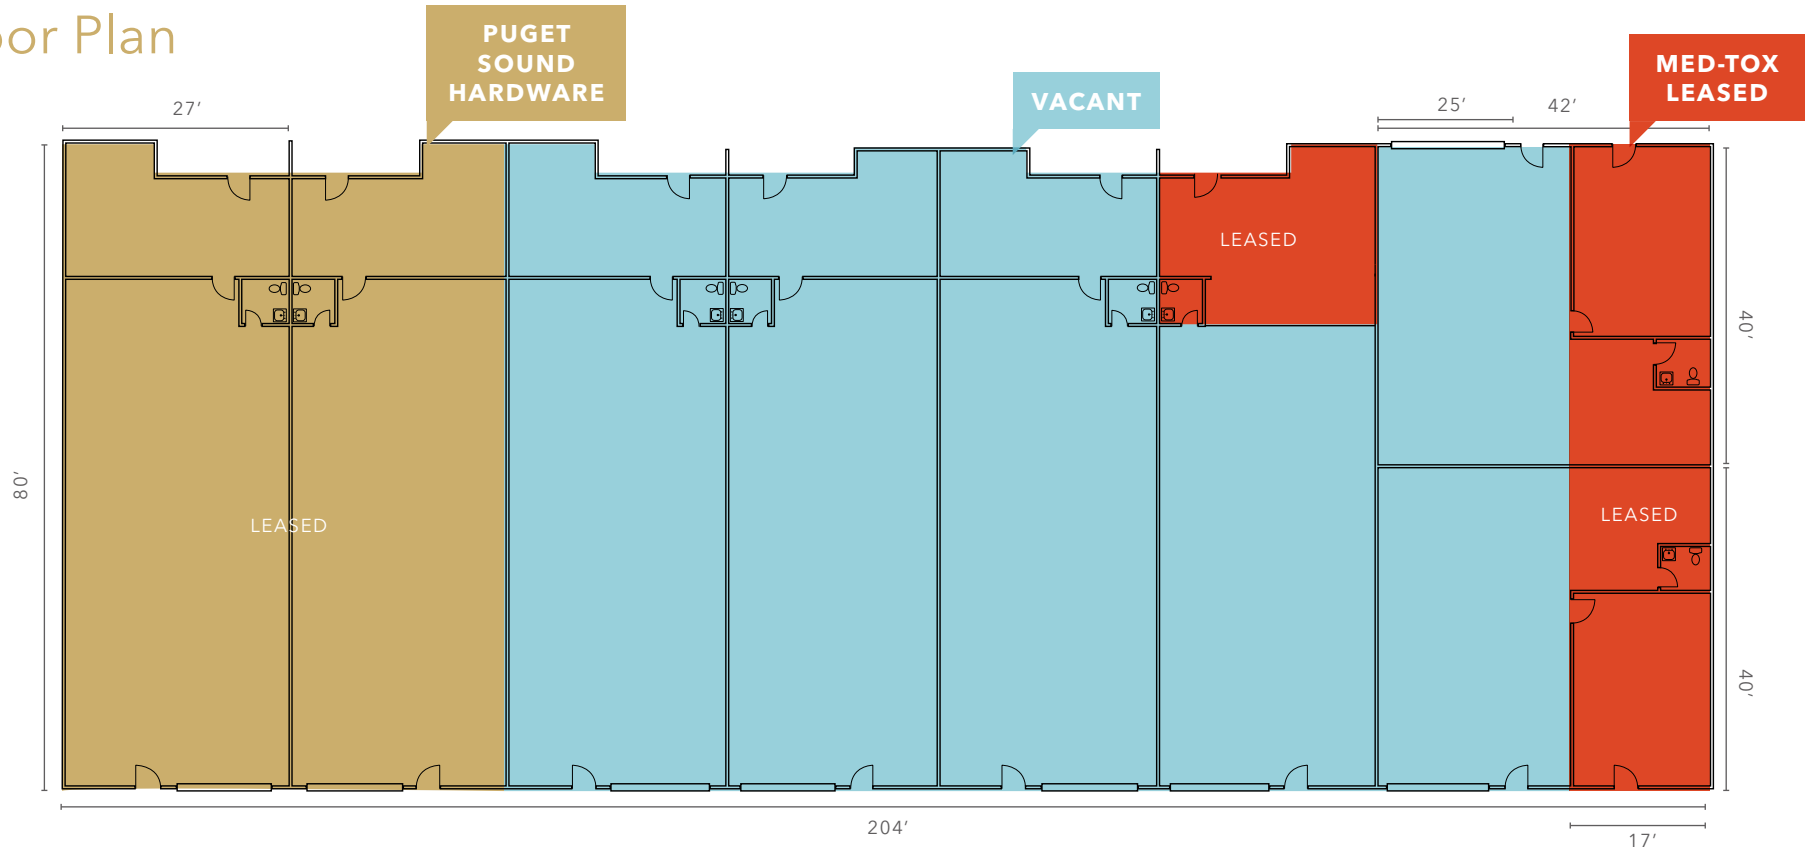 oor Plan
PUGET
SOUND
HARDWARE
VACANT
MED-TOX
LEASED
27'
25'
42'
LEASED
40'
80'
LEASED
LEASED
40'
204'
17'